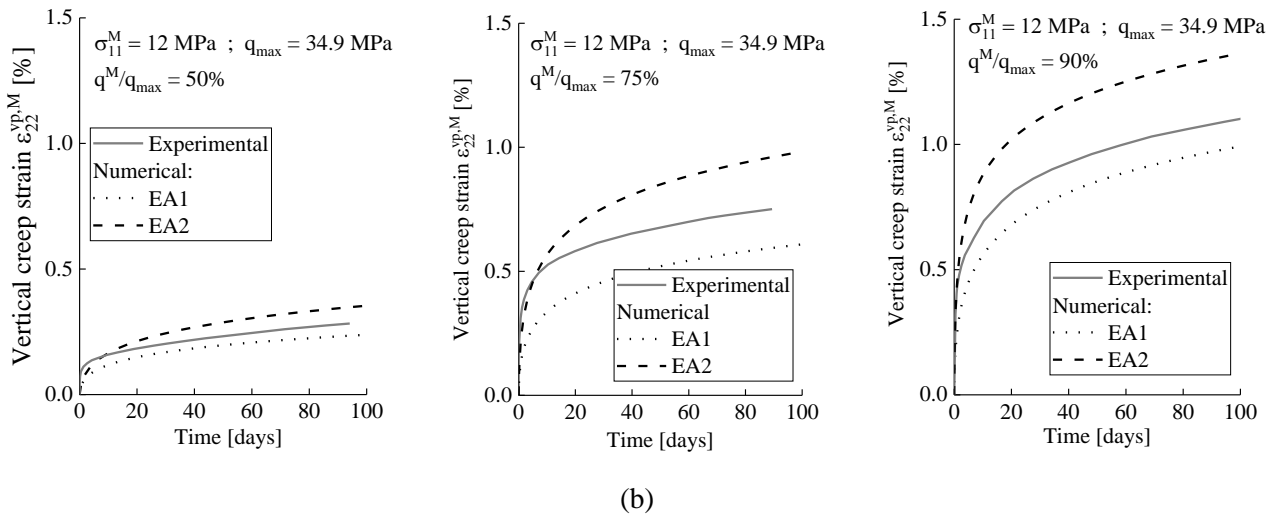 1.5
σ₁₁ᴹ = 12 MPa ; qₘₐₓ = 34.9 MPa
qᴹ/qₘₐₓ = 50%
Vertical creep strain ε₂₂ᵛᵖ,ᴹ [%]
1.0
Experimental
Numerical:
EA1
EA2
0.5
0.0
0 20 40 60 80 100
Time [days]
1.5
σ₁₁ᴹ = 12 MPa ; qₘₐₓ = 34.9 MPa
qᴹ/qₘₐₓ = 75%
Vertical creep strain ε₂₂ᵛᵖ,ᴹ [%]
1.0
0.5
Experimental
Numerical
EA1
EA2
0.0
0 20 40 60 80 100
Time [days]
1.5
σ₁₁ᴹ = 12 MPa ; qₘₐₓ = 34.9 MPa
qᴹ/qₘₐₓ = 90%
Vertical creep strain ε₂₂ᵛᵖ,ᴹ [%]
1.0
0.5
Experimental
Numerical:
EA1
EA2
0.0
0 20 40 60 80 100
Time [days]
(b)